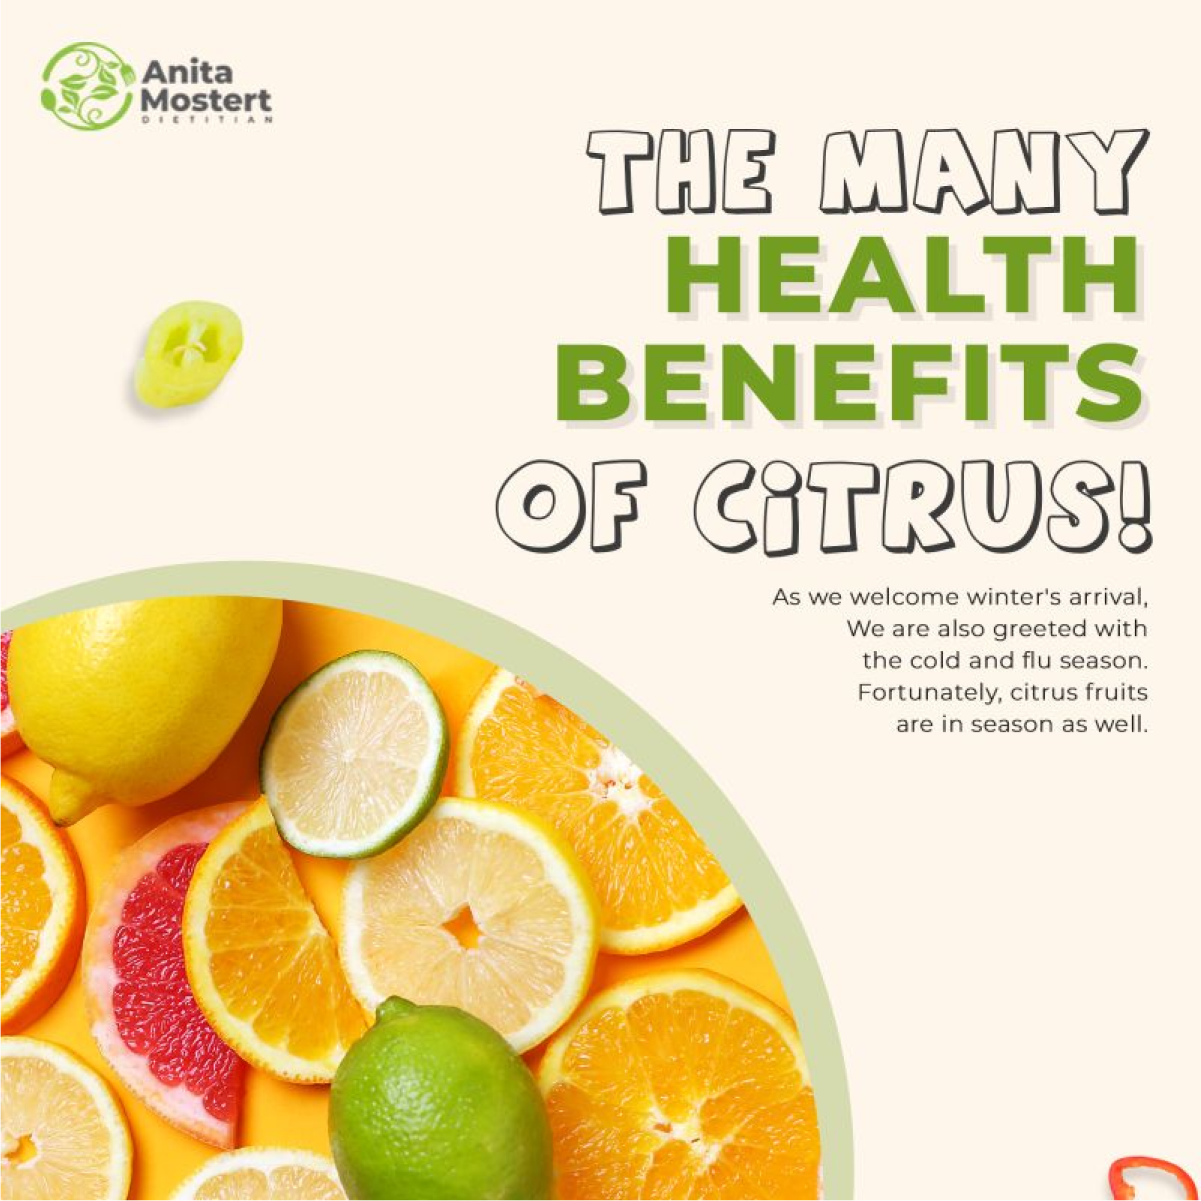 Anita
Mostert
DIETITIAN
THE MANY
HEALTH
BENEFITS
OF CiTRUS!
As we welcome winter's arrival,
We are also greeted with
the cold and flu season.
Fortunately, citrus fruits
are in season as well.